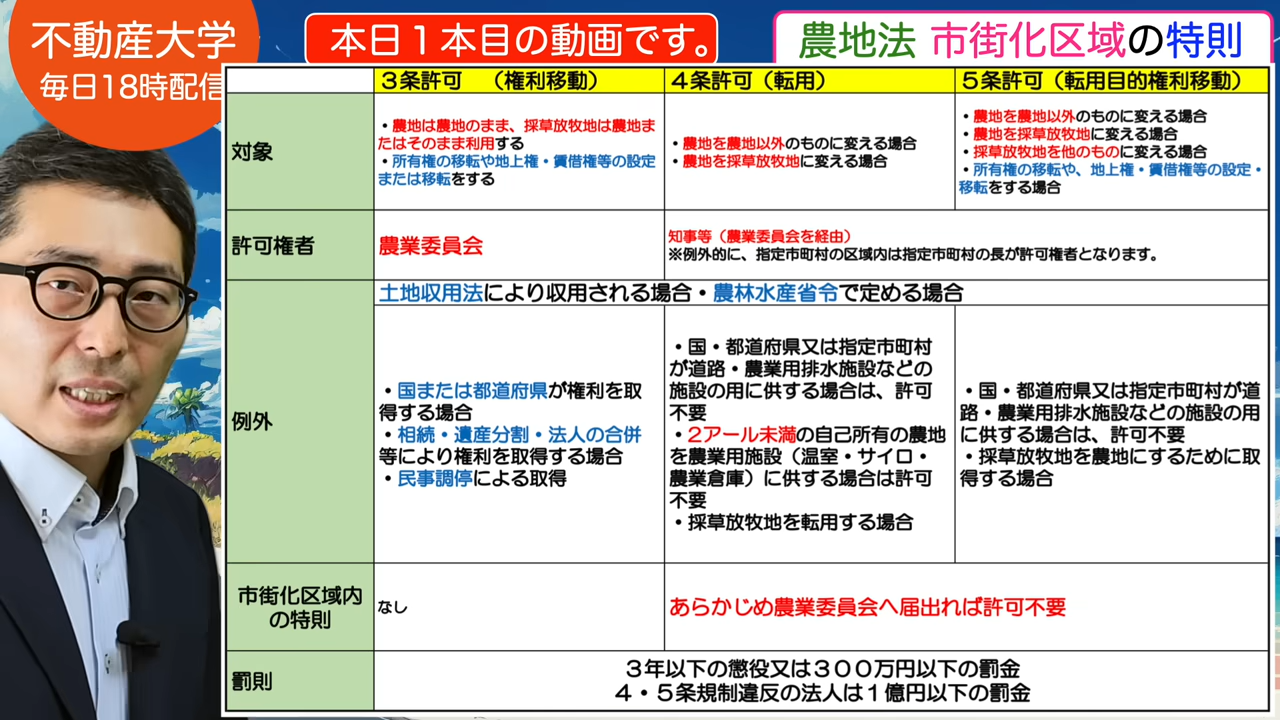 不動産大学
毎日18時配信
本日１本目の動画です。
農地法 市街化区域の特則
３条許可　（権利移動）
４条許可（転用）
５条許可（転用目的権利移動）
対象
・農地は農地のまま、採草放牧地は農地ま
たはそのまま利用する
・所有権の移転や地上権・賃借権等の設定
または移転をする
・農地を農地以外のものに変える場合
・農地を採草放牧地に変える場合
・農地を農地以外のものに変える場合
・農地を採草放牧地に変える場合
・採草放牧地を他のものに変える場合
・所有権の移転や、地上権・賃借権等の設定・
移転をする場合
許可権者
農業委員会
知事等（農業委員会を経由）
※例外的に、指定市町村の区域内は指定市町村の長が許可権者となります。
例外
土地収用法により収用される場合・農林水産省令で定める場合
・国または都道府県が権利を取
得する場合
・相続・遺産分割・法人の合併
等により権利を取得する場合
・民事調停による取得
・国・都道府県又は指定市町村
が道路・農業用排水施設などの
施設の用に供する場合は、許可
不要
・2アール未満の自己所有の農地
を農業用施設（温室・サイロ・
農業倉庫）に供する場合は許可
不要
・採草放牧地を転用する場合
・国・都道府県又は指定市町村が道
路・農業用排水施設などの施設の用
に供する場合は、許可不要
・採草放牧地を農地にするために取
得する場合
市街化区域内
の特則
なし
あらかじめ農業委員会へ届出れば許可不要
罰則
３年以下の懲役又は３００万円以下の罰金
４・５条規制違反の法人は１億円以下の罰金